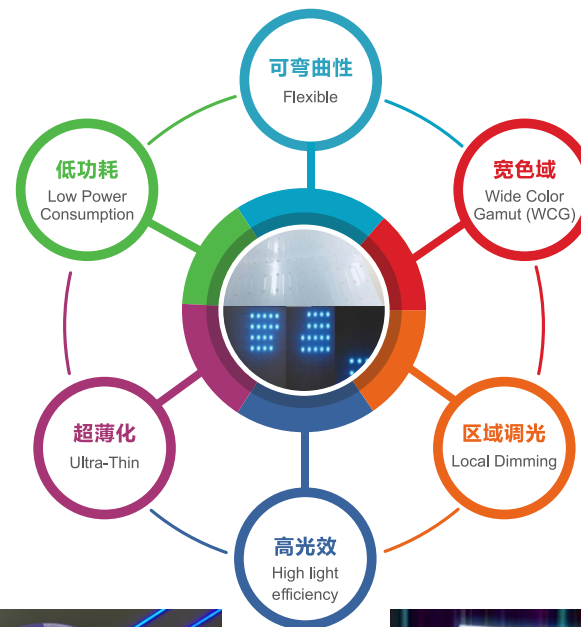 可弯曲性
Flexible
宽色域
Wide Color
Gamut (WCG)
区域调光
Local Dimming
高光效
High light
efficiency
超薄化
Ultra-Thin
低功耗
Low Power
Consumption